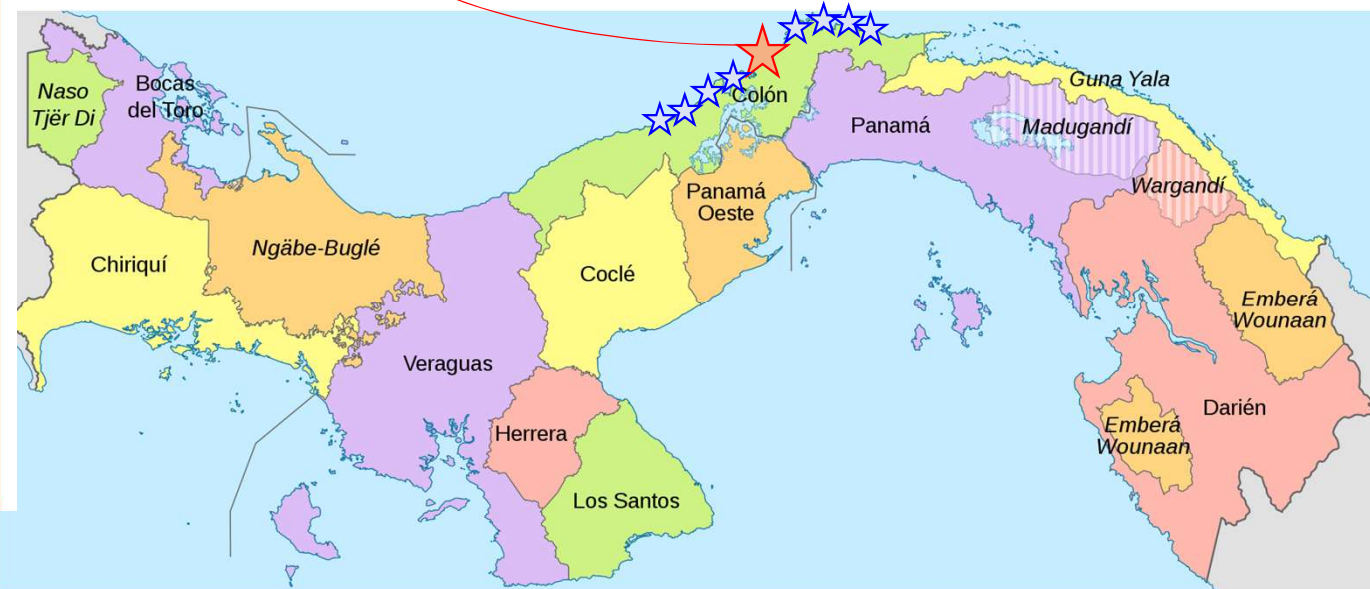 Naso
Tjër Di
Bocas
del Toro
Colón
Guna Yala
Panamá
Madugandí
Wargandí
Panamá
Oeste
Chiriquí
Ngäbe-Buglé
Coclé
Emberá
Wounaan
Veraguas
Herrera
Darién
Emberá
Wounaan
Los Santos